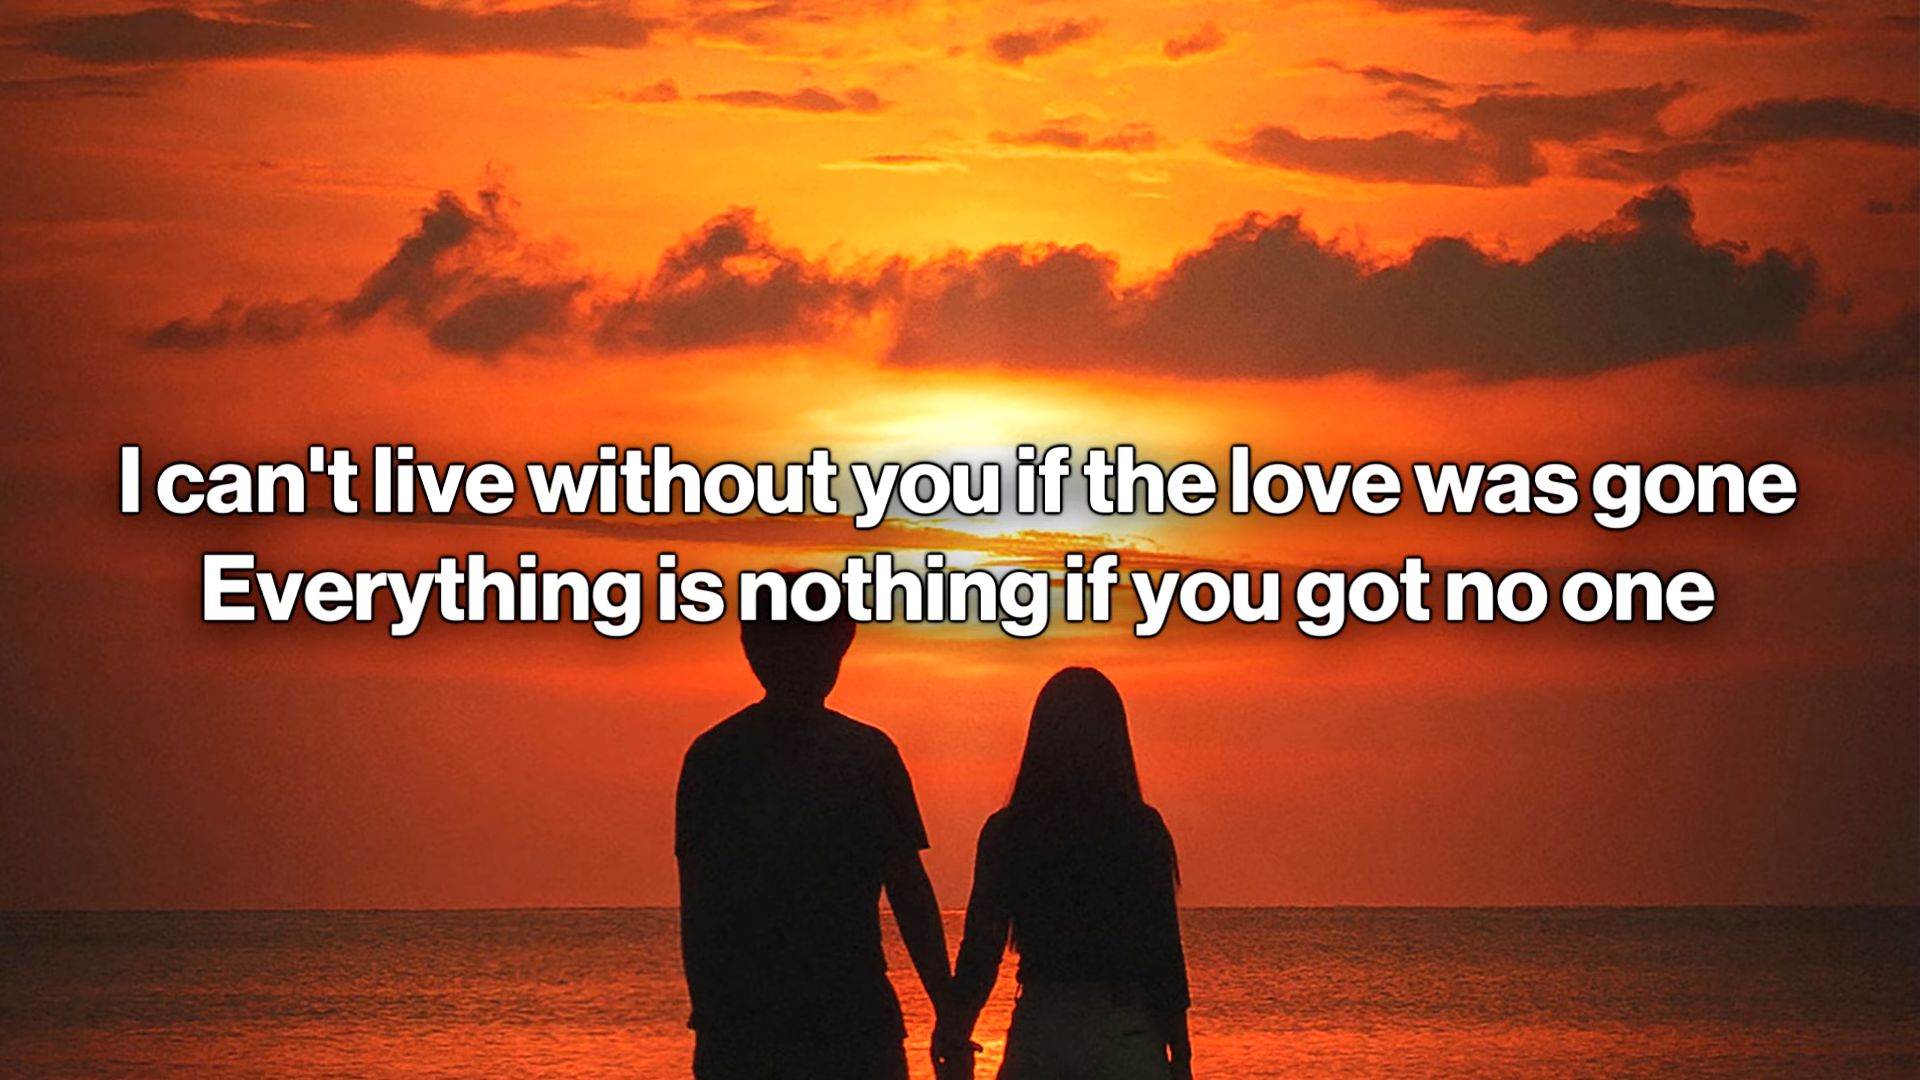 I can't live without you if the love was gone
Everything is nothing if you got no one